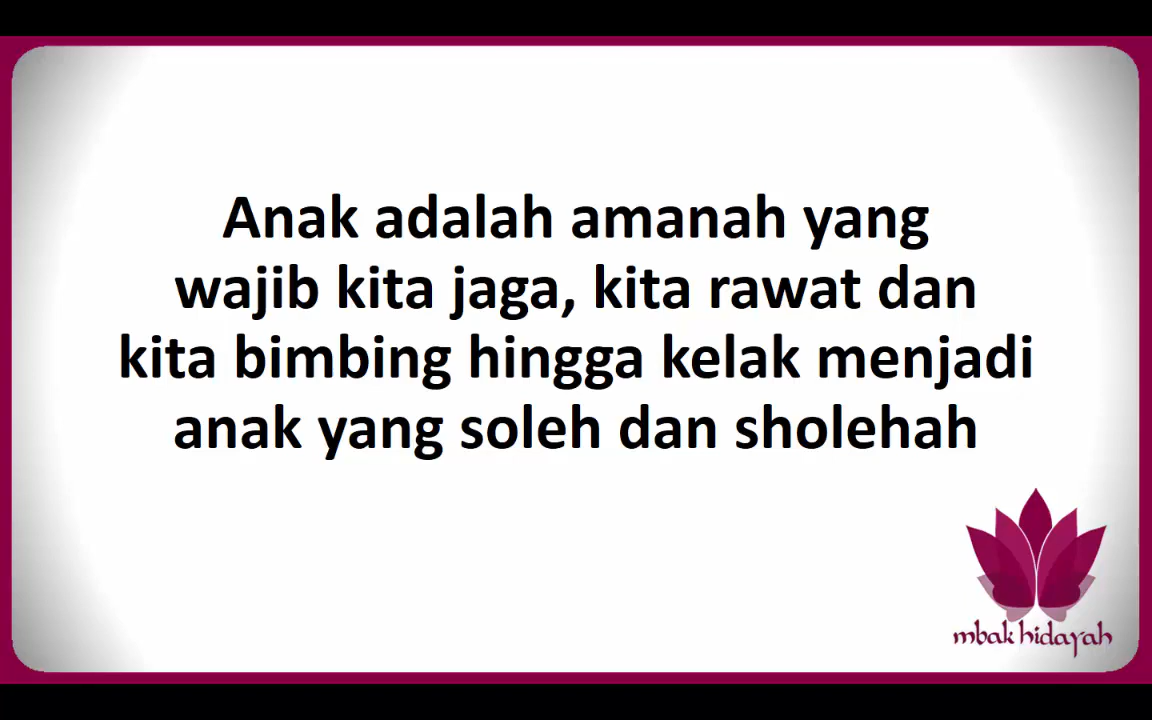 Anak adalah amanah yang
wajib kita jaga, kita rawat dan
kita bimbing hingga kelak menjadi
anak yang soleh dan sholehah
mbak hidayah